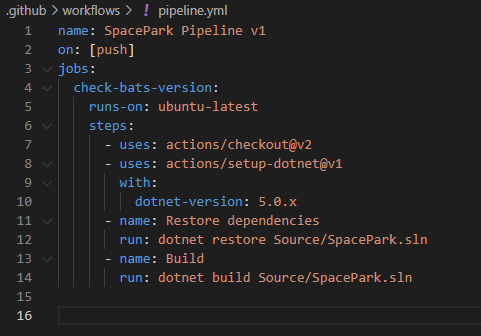 .github > workflows > ! pipeline.yml
1 name: SpacePark Pipeline v1
2 on: [push]
3 jobs:
4 check-bats-version:
5 runs-on: ubuntu-latest
6 steps:
7 - uses: actions/checkout@v2
8 - uses: actions/setup-dotnet@v1
9 with:
10 dotnet-version: 5.0.x
11 - name: Restore dependencies
12 run: dotnet restore Source/SpacePark.sln
13 - name: Build
14 run: dotnet build Source/SpacePark.sln
15
16